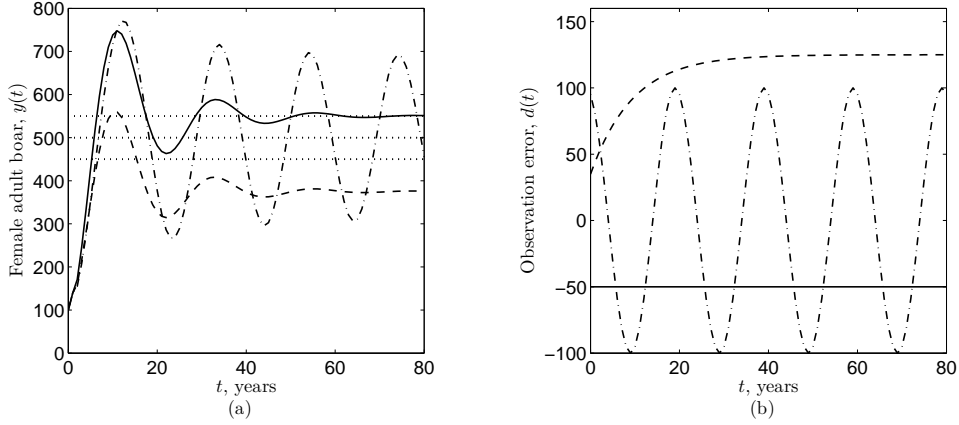 800
700
600
500
400
300
200
100
0
Female adult boar, y(t)
0 20 40 60 80
t, years
(a)
150
100
50
0
−50
−100
Observation error, d(t)
0 20 40 60 80
t, years
(b)